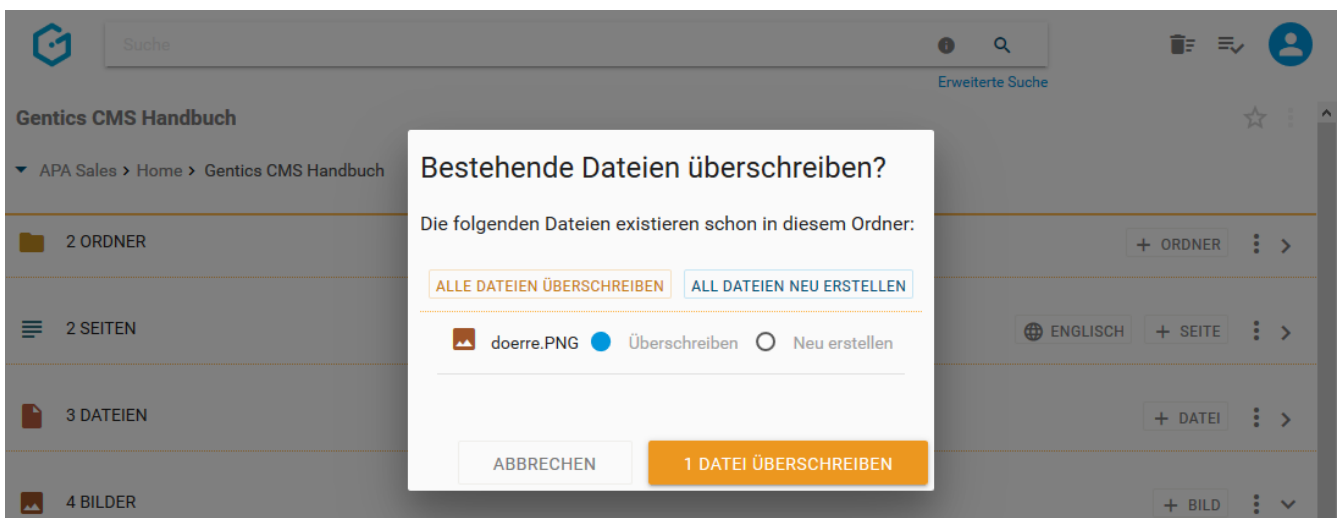 Suche
Erweiterte Suche
Gentics CMS Handbuch
APA Sales > Home > Gentics CMS Handbuch
Bestehende Dateien überschreiben?
Die folgenden Dateien existieren schon in diesem Ordner:
ALLE DATEIEN ÜBERSCHREIBEN ALL DATEIEN NEU ERSTELLEN
doerre.PNG Überschreiben Neu erstellen
ABBRECHEN 1 DATEI ÜBERSCHREIBEN
2 ORDNER + ORDNER
2 SEITEN ENGLISCH + SEITE
3 DATEIEN + DATEI
4 BILDER + BILD